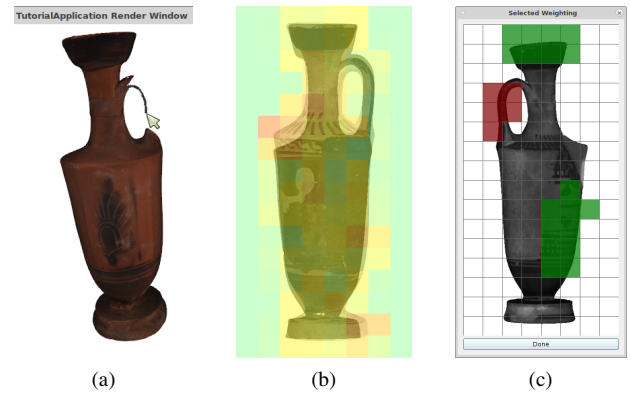 TutorialApplication Render Window
Selected Weighting
Done
(a)
(b)
(c)